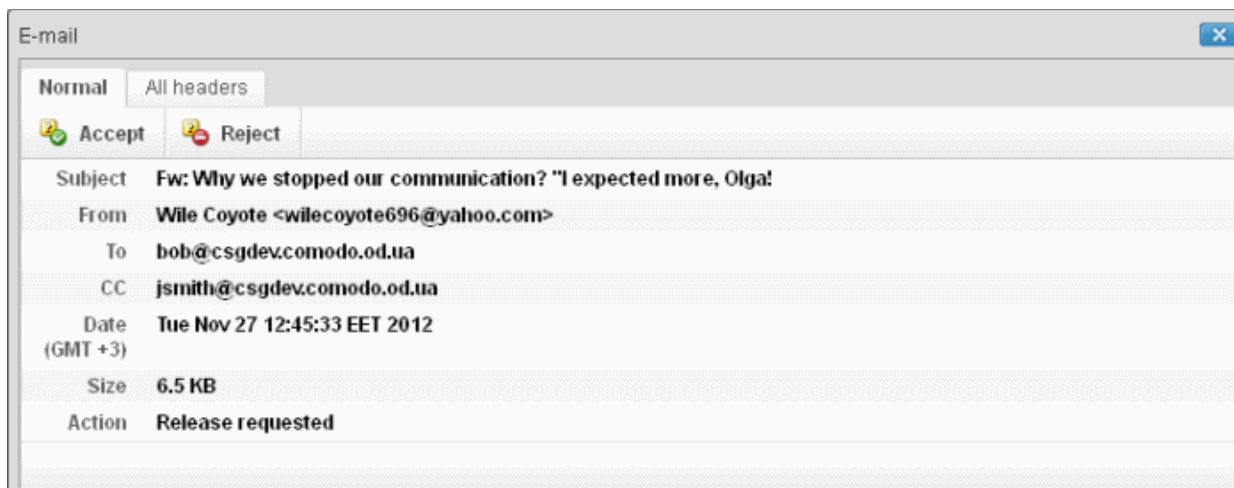 E-mail
Normal All headers
Accept Reject
Subject Fw: Why we stopped our communication? "I expected more, Olga!
From Wile Coyote <wilecoyote696@yahoo.com>
To bob@csgdev.comodo.od.ua
CC jsmith@csgdev.comodo.od.ua
Date Tue Nov 27 12:45:33 EET 2012
(GMT +3)
Size 6.5 KB
Action Release requested